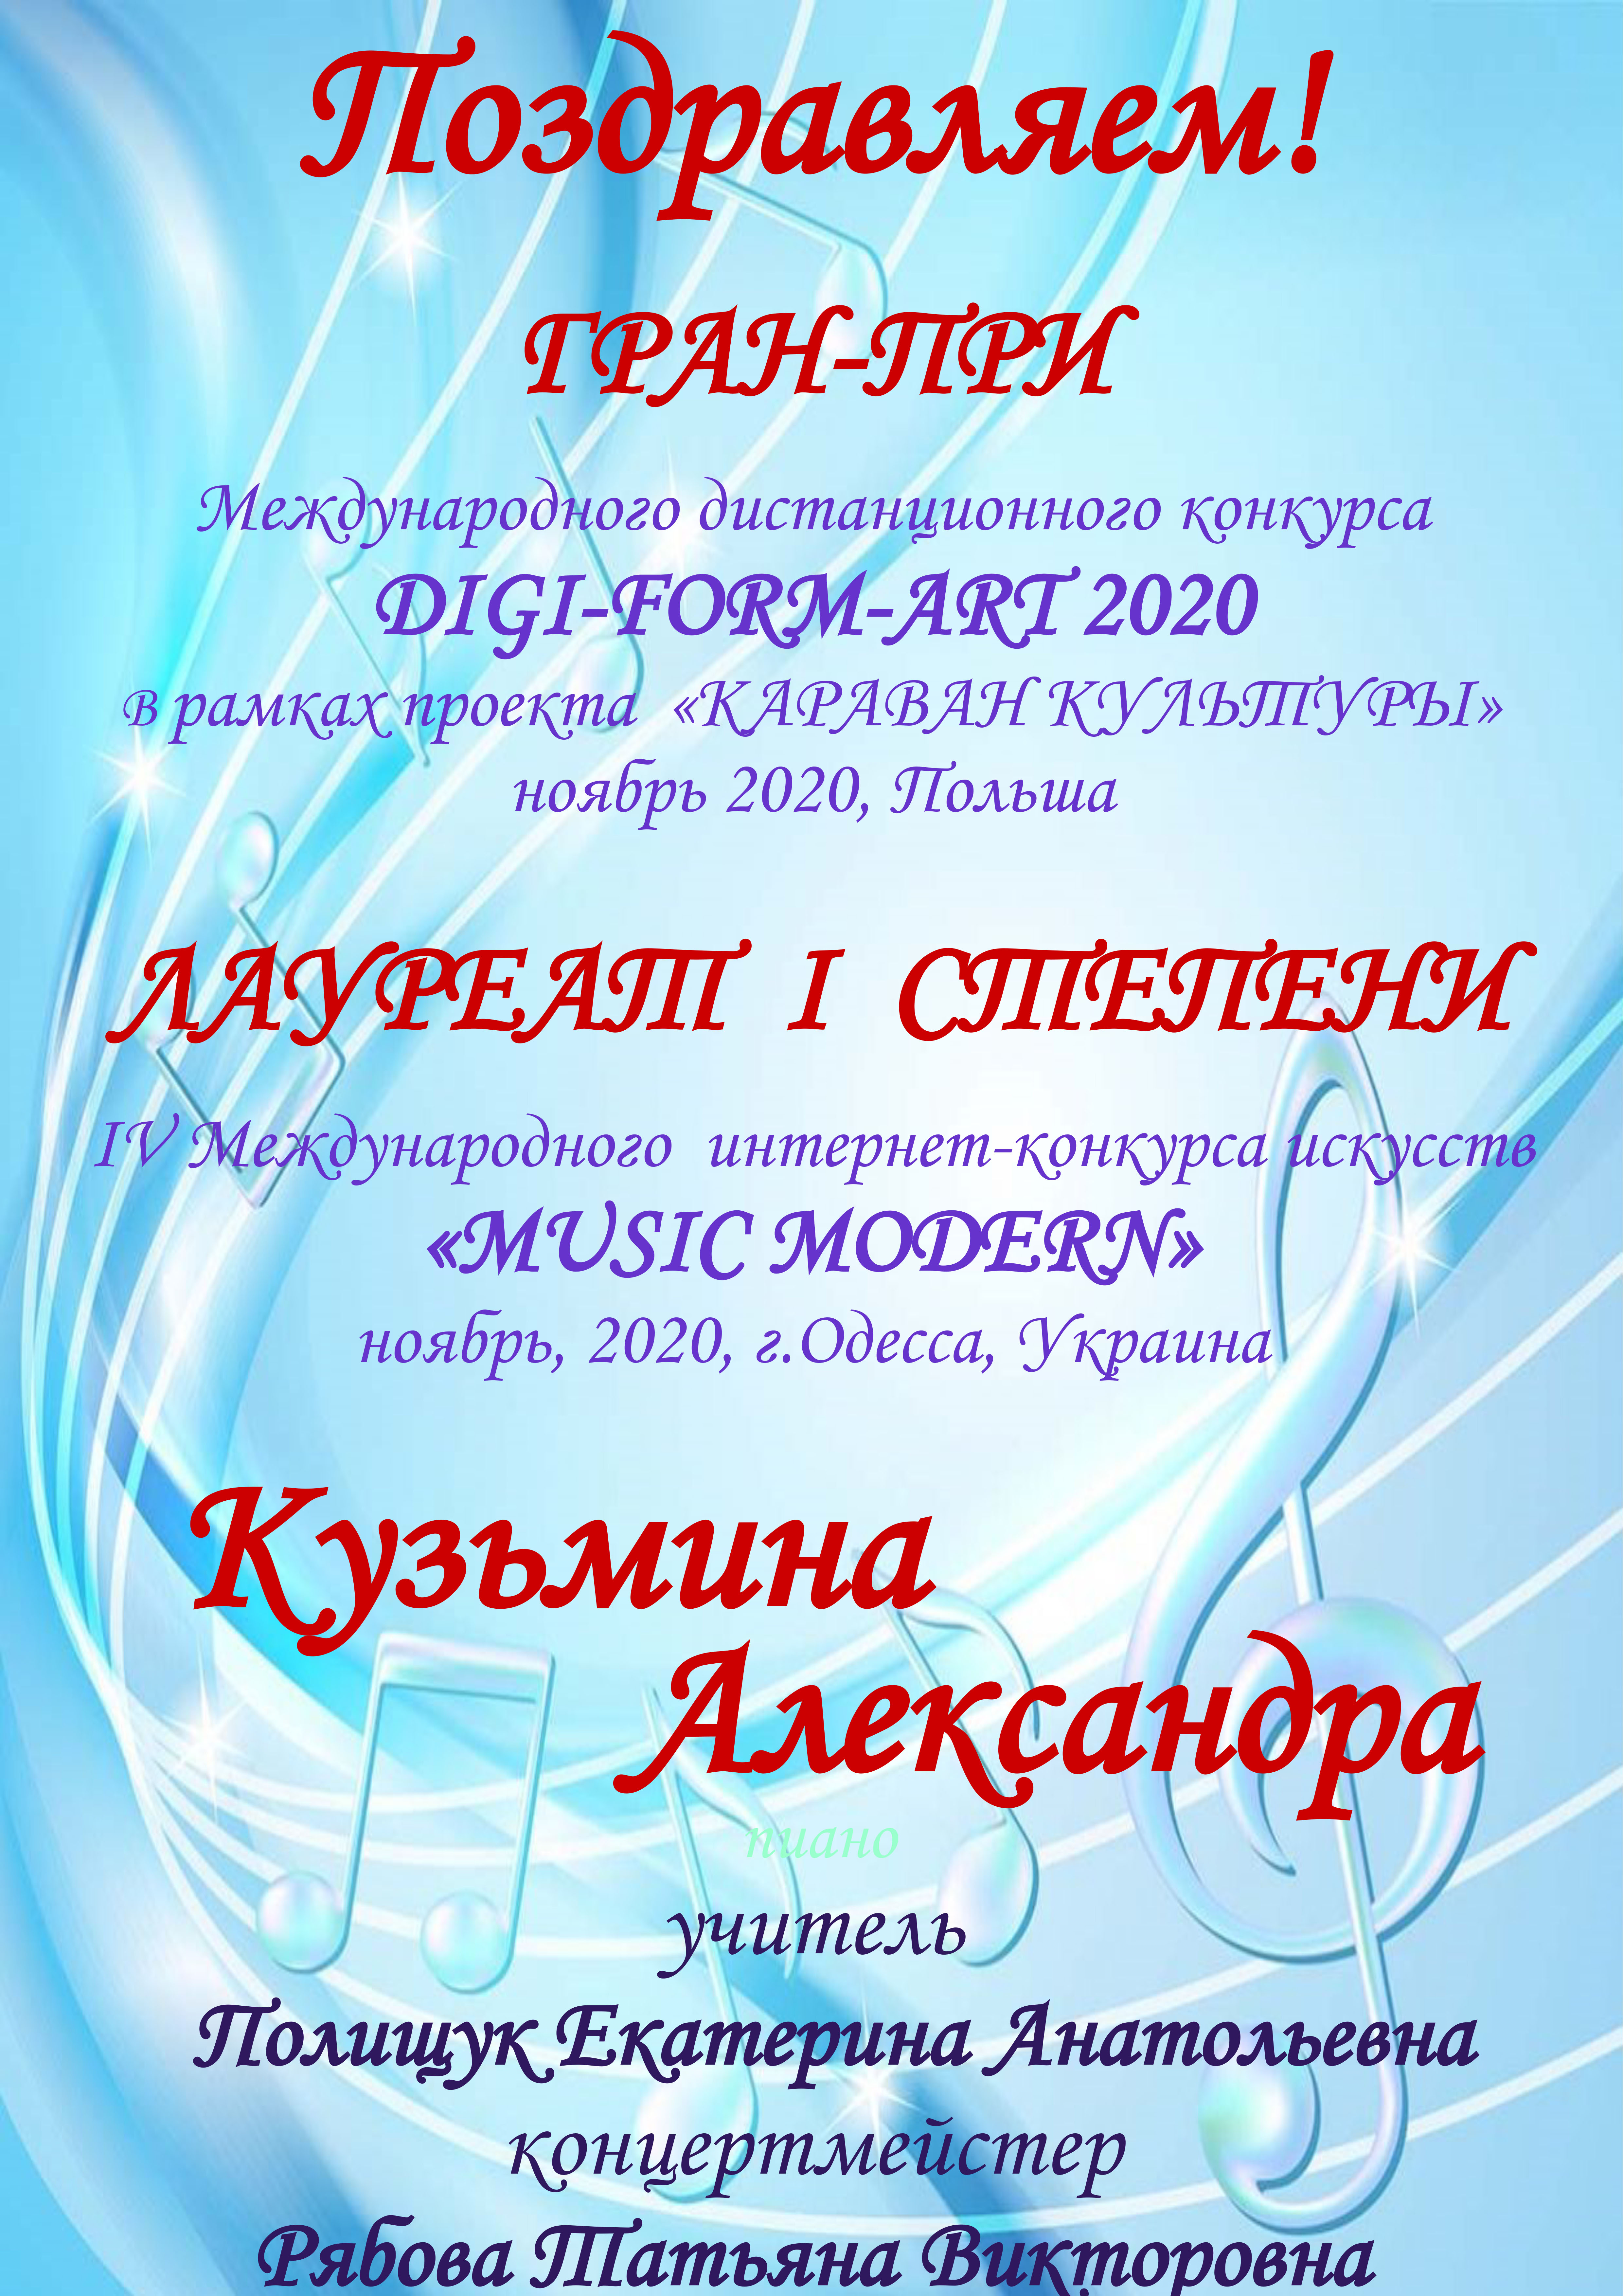 Поздравляем!
ГРАН-ПРИ
Международного дистанционного конкурса
DIGI-FORM-ART 2020
в рамках проекта «КАРАВАН КУЛЬТУРЫ»
ноябрь 2020, Польша
ЛАУРЕАТ I СТЕПЕНИ
IV Международного интернет-конкурса искусств
«MUSIC MODERN»
ноябрь, 2020, г.Одесса, Украина
Кузьмина
Александра
пиано
учитель
Полищук Екатерина Анатольевна
концертмейстер
Рябова Татьяна Викторовна